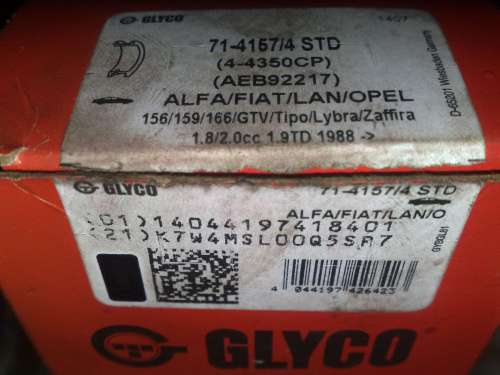 GLYCO
1407
71-4157/4 STD
(4-4350CP)
(AEB92217)
ALFA/FIAT/LAN/OPEL
156/159/166/GTV/Tipo/Lybra/Zaffira
1.8/2.0cc 1.9TD 1988 ->
D-65201 Wiesbaden Germany
GLYCO
71-4157/4 STD
ALFA/FIAT/LAN/O
(01)14044197418401
(21)K7W4MSLOOQ5SR7
4 044197 426423
GLYCO